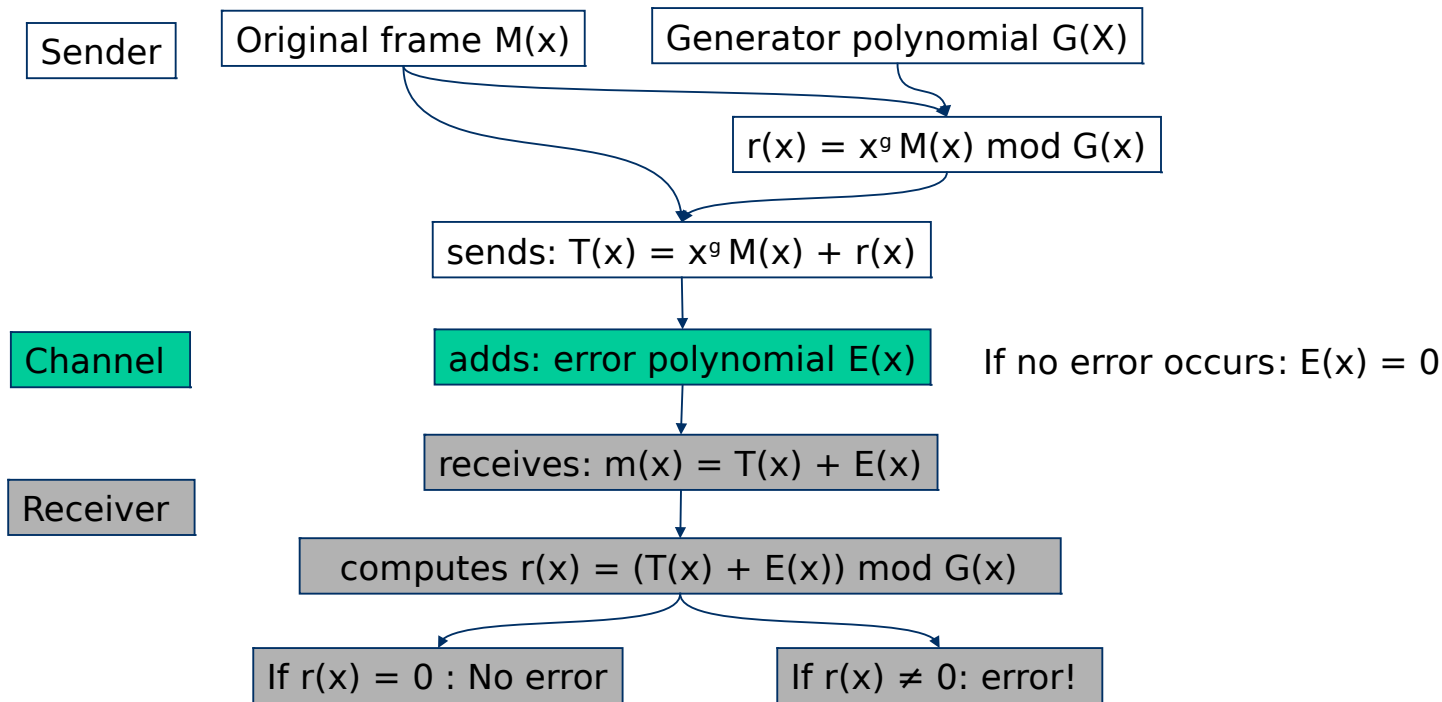 Sender
Original frame M(x)
Generator polynomial G(X)
r(x) = xᵍ M(x) mod G(x)
sends: T(x) = xᵍ M(x) + r(x)
Channel
adds: error polynomial E(x)
If no error occurs: E(x) = 0
receives: m(x) = T(x) + E(x)
Receiver
computes r(x) = (T(x) + E(x)) mod G(x)
If r(x) = 0 : No error
If r(x) ≠ 0: error!